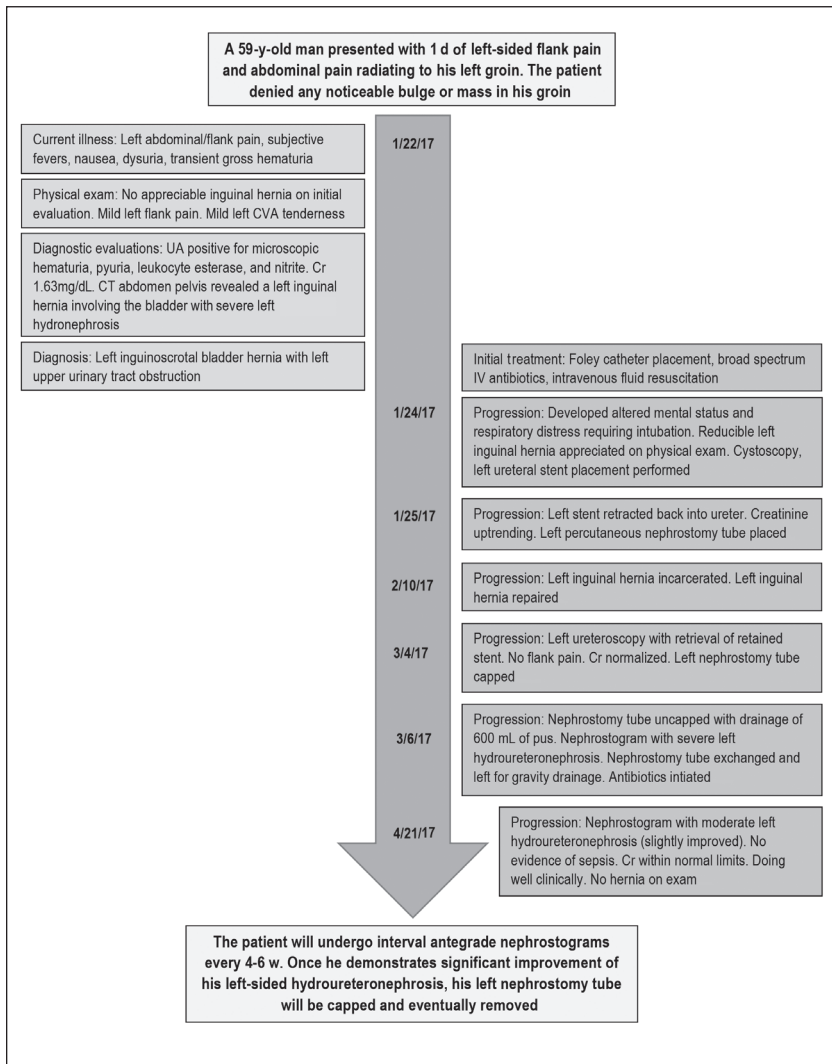 A 59-y-old man presented with 1 d of left-sided flank pain
and abdominal pain radiating to his left groin. The patient
denied any noticeable bulge or mass in his groin
1/22/17
Current illness: Left abdominal/flank pain, subjective
fevers, nausea, dysuria, transient gross hematuria
Physical exam: No appreciable inguinal hernia on initial
evaluation. Mild left flank pain. Mild left CVA tenderness
Diagnostic evaluations: UA positive for microscopic
hematuria, pyuria, leukocyte esterase, and nitrite. Cr
1.63mg/dL. CT abdomen pelvis revealed a left inguinal
hernia involving the bladder with severe left
hydronephrosis
Diagnosis: Left inguinoscrotal bladder hernia with left
upper urinary tract obstruction
Initial treatment: Foley catheter placement, broad spectrum
IV antibiotics, intravenous fluid resuscitation
1/24/17
Progression: Developed altered mental status and
respiratory distress requiring intubation. Reducible left
inguinal hernia appreciated on physical exam. Cystoscopy,
left ureteral stent placement performed
1/25/17
Progression: Left stent retracted back into ureter. Creatinine
uptrending. Left percutaneous nephrostomy tube placed
2/10/17
Progression: Left inguinal hernia incarcerated. Left inguinal
hernia repaired
3/4/17
Progression: Left ureteroscopy with retrieval of retained
stent. No flank pain. Cr normalized. Left nephrostomy tube
capped
3/6/17
Progression: Nephrostomy tube uncapped with drainage of
600 mL of pus. Nephrostogram with severe left
hydroureteronephrosis. Nephrostomy tube exchanged and
left for gravity drainage. Antibiotics intiated
4/21/17
Progression: Nephrostogram with moderate left
hydroureteronephrosis (slightly improved). No
evidence of sepsis. Cr within normal limits. Doing
well clinically. No hernia on exam
The patient will undergo interval antegrade nephrostograms
every 4-6 w. Once he demonstrates significant improvement of
his left-sided hydroureteronephrosis, his left nephrostomy tube
will be capped and eventually removed